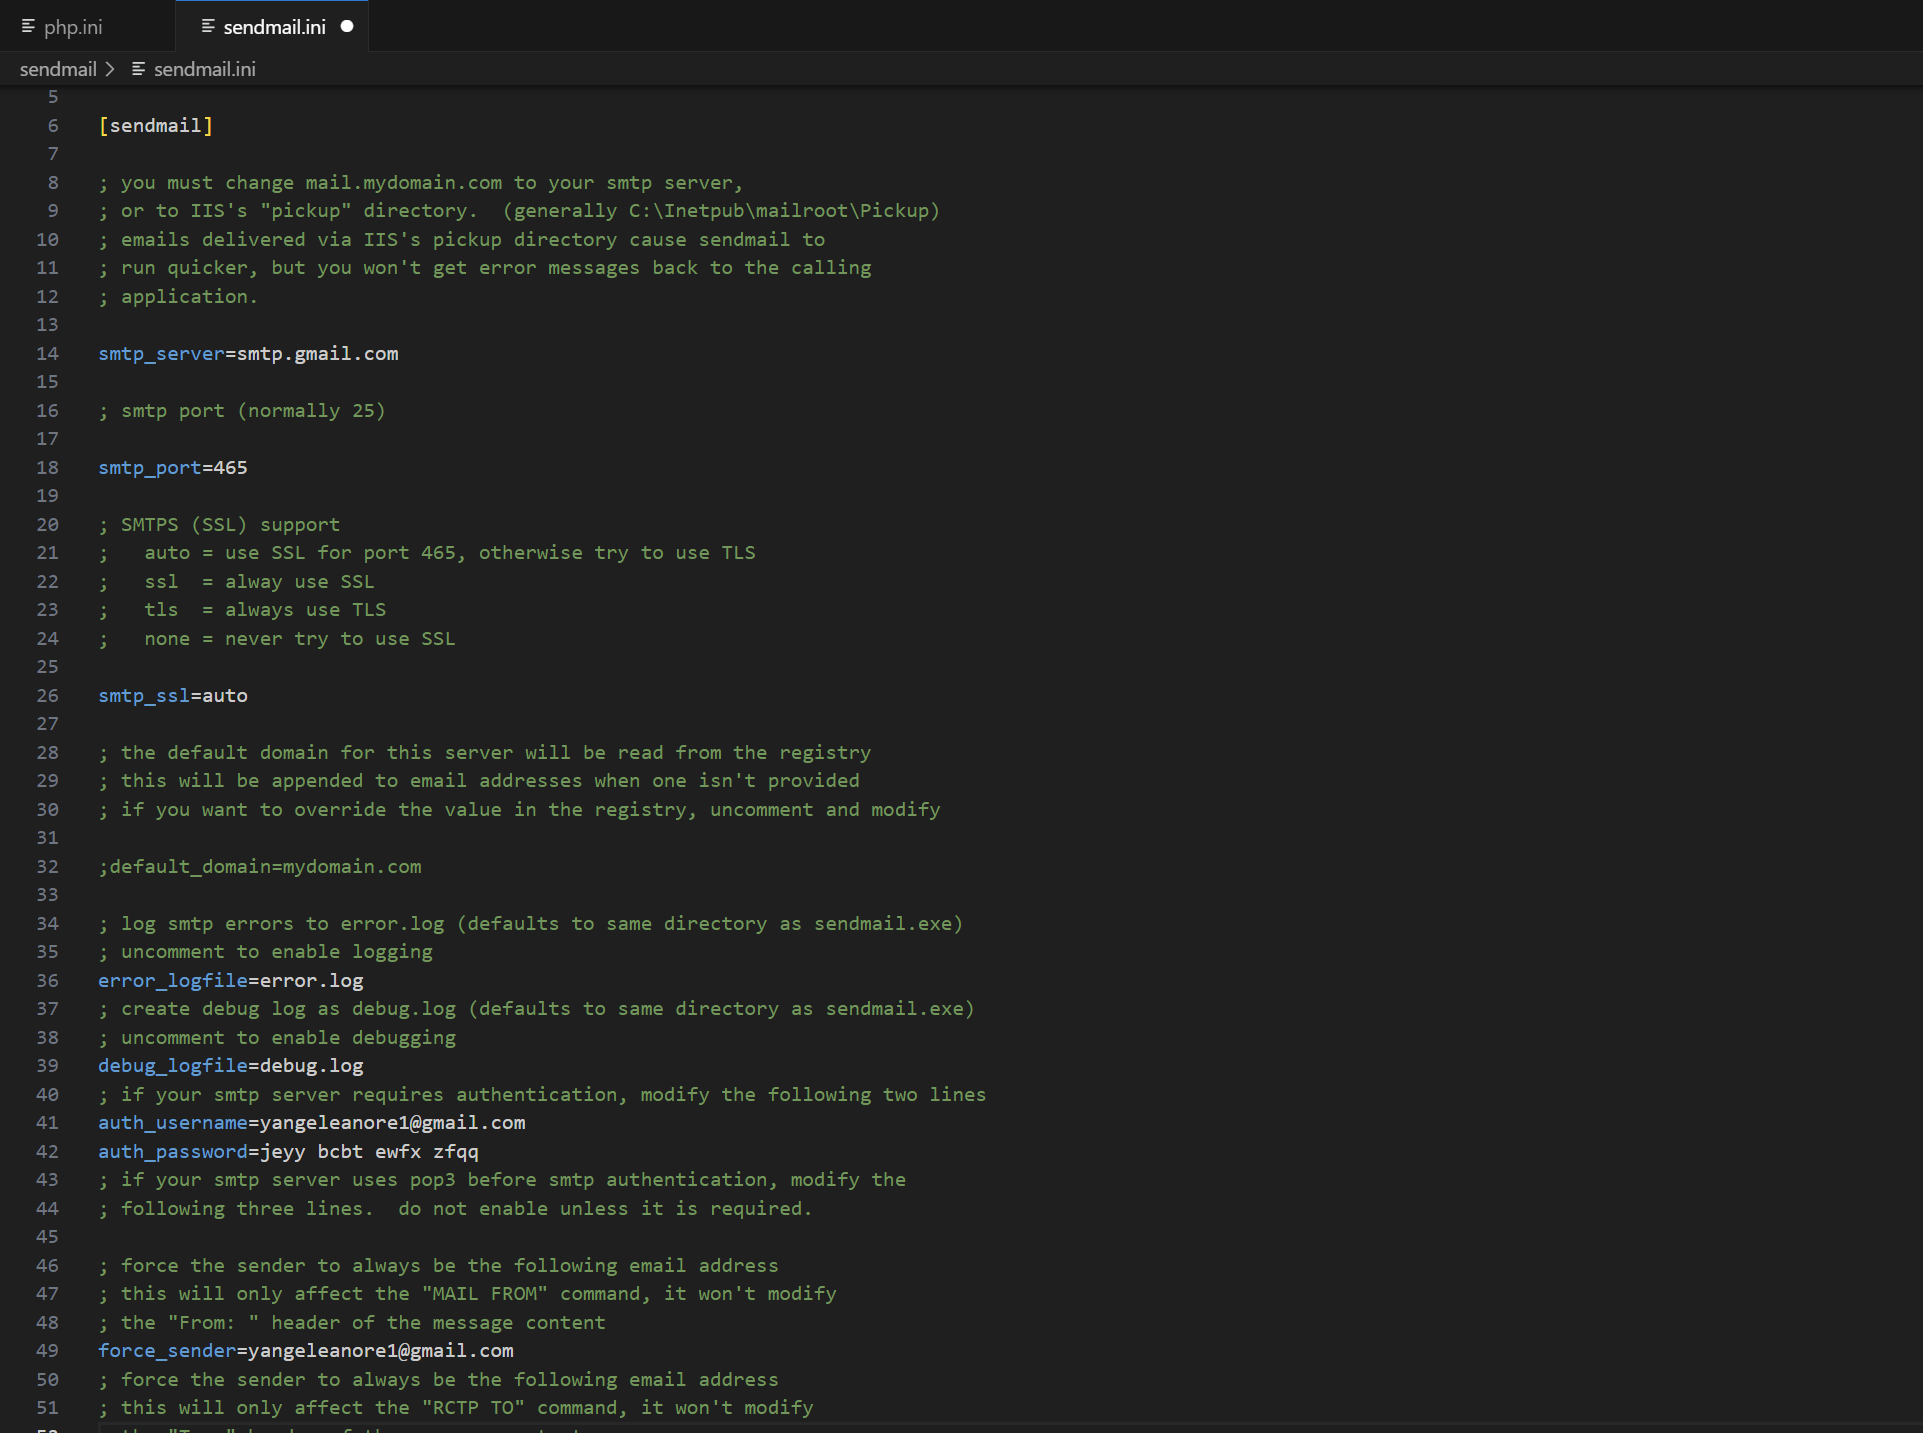 php.ini
sendmail.ini
sendmail > sendmail.ini
5
6 [sendmail]
7
8 ; you must change mail.mydomain.com to your smtp server,
9 ; or to IIS's "pickup" directory.  (generally C:\Inetpub\mailroot\Pickup)
10 ; emails delivered via IIS's pickup directory cause sendmail to
11 ; run quicker, but you won't get error messages back to the calling
12 ; application.
13
14 smtp_server=smtp.gmail.com
15
16 ; smtp port (normally 25)
17
18 smtp_port=465
19
20 ; SMTPS (SSL) support
21 ;   auto = use SSL for port 465, otherwise try to use TLS
22 ;   ssl  = alway use SSL
23 ;   tls  = always use TLS
24 ;   none = never try to use SSL
25
26 smtp_ssl=auto
27
28 ; the default domain for this server will be read from the registry
29 ; this will be appended to email addresses when one isn't provided
30 ; if you want to override the value in the registry, uncomment and modify
31
32 ;default_domain=mydomain.com
33
34 ; log smtp errors to error.log (defaults to same directory as sendmail.exe)
35 ; uncomment to enable logging
36 error_logfile=error.log
37 ; create debug log as debug.log (defaults to same directory as sendmail.exe)
38 ; uncomment to enable debugging
39 debug_logfile=debug.log
40 ; if your smtp server requires authentication, modify the following two lines
41 auth_username=yangeleanore1@gmail.com
42 auth_password=jeyy bcbt ewfx zfqq
43 ; if your smtp server uses pop3 before smtp authentication, modify the
44 ; following three lines.  do not enable unless it is required.
45
46 ; force the sender to always be the following email address
47 ; this will only affect the "MAIL FROM" command, it won't modify
48 ; the "From: " header of the message content
49 force_sender=yangeleanore1@gmail.com
50 ; force the sender to always be the following email address
51 ; this will only affect the "RCTP TO" command, it won't modify